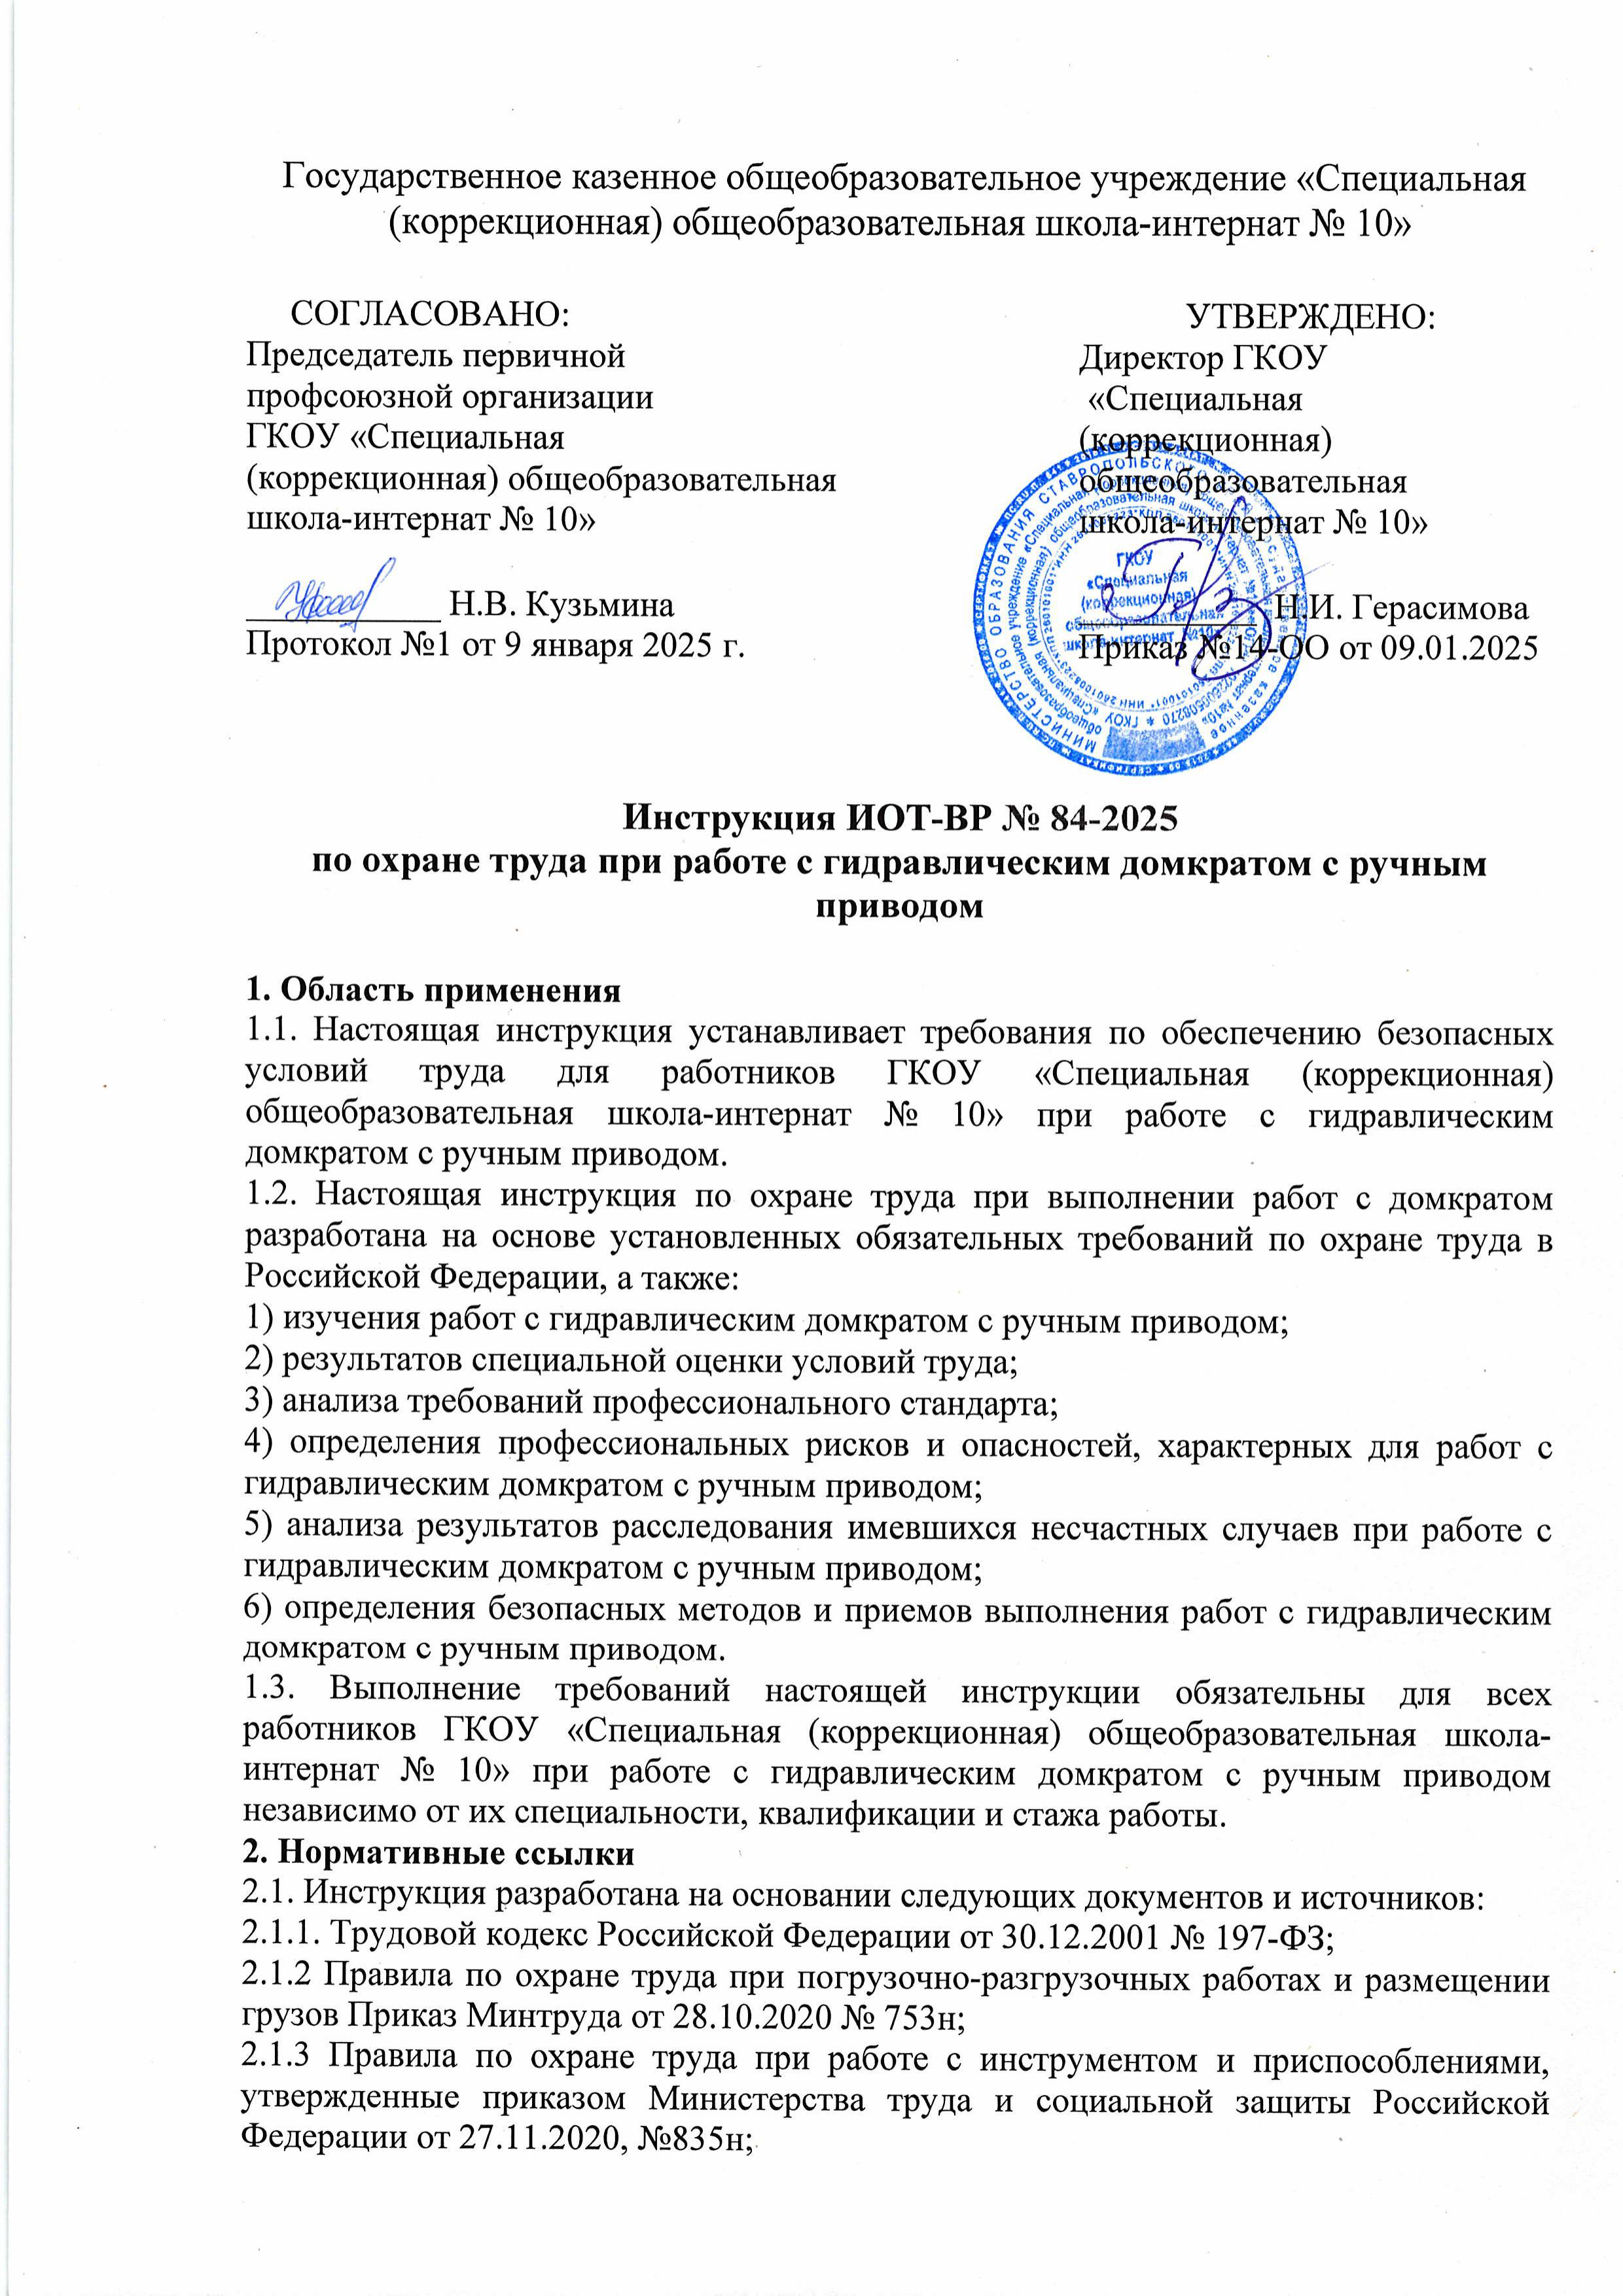 Государственное казенное общеобразовательное учреждение «Специальная
(коррекционная) общеобразовательная школа-интернат № 10»
СОГЛАСОВАНО:
Председатель первичной
профсоюзной организации
ГКОУ «Специальная
(коррекционная) общеобразовательная
школа-интернат № 10»
Н.В. Кузьмина
Протокол №1 от 9 января 2025 г.
УТВЕРЖДЕНО:
Директор ГКОУ
«Специальная
(коррекционная)
общеобразовательная
школа-интернат № 10»
Н.И. Герасимова
Приказ №14-ОО от 09.01.2025
МИНИСТЕРСТВО ОБРАЗОВАНИЯ СТАВРОПОЛЬСКОГО
ГКОУ
«Специальная
(коррекционная)
общеобразовательная
школа-интернат №10»
Инструкция ИОТ-ВР № 84-2025
по охране труда при работе с гидравлическим домкратом с ручным
приводом
1. Область применения
1.1. Настоящая инструкция устанавливает требования по обеспечению безопасных
условий труда для работников ГКОУ «Специальная (коррекционная)
общеобразовательная школа-интернат № 10» при работе с гидравлическим
домкратом с ручным приводом.
1.2. Настоящая инструкция по охране труда при выполнении работ с домкратом
разработана на основе установленных обязательных требований по охране труда в
Российской Федерации, а также:
1) изучения работ с гидравлическим домкратом с ручным приводом;
2) результатов специальной оценки условий труда;
3) анализа требований профессионального стандарта;
4) определения профессиональных рисков и опасностей, характерных для работ с
гидравлическим домкратом с ручным приводом;
5) анализа результатов расследования имевшихся несчастных случаев при работе с
гидравлическим домкратом с ручным приводом;
6) определения безопасных методов и приемов выполнения работ с гидравлическим
домкратом с ручным приводом.
1.3. Выполнение требований настоящей инструкции обязательны для всех
работников ГКОУ «Специальная (коррекционная) общеобразовательная школа-
интернат № 10» при работе с гидравлическим домкратом с ручным приводом
независимо от их специальности, квалификации и стажа работы.
2. Нормативные ссылки
2.1. Инструкция разработана на основании следующих документов и источников:
2.1.1. Трудовой кодекс Российской Федерации от 30.12.2001 № 197-ФЗ;
2.1.2 Правила по охране труда при погрузочно-разгрузочных работах и размещении
грузов Приказ Минтруда от 28.10.2020 № 753н;
2.1.3 Правила по охране труда при работе с инструментом и приспособлениями,
утвержденные приказом Министерства труда и социальной защиты Российской
Федерации от 27.11.2020, №835н;